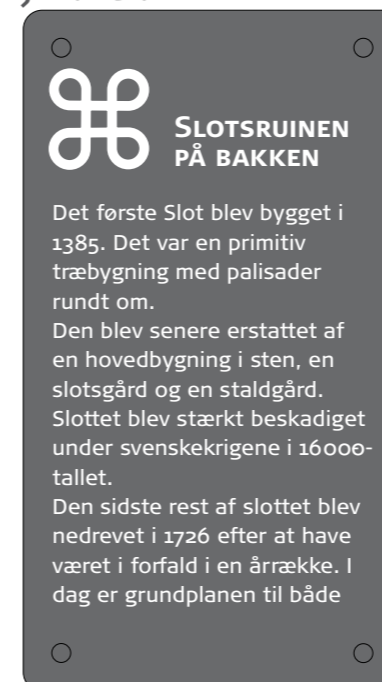 SLOTSRUINEN
PÅ BAKKEN
Det første Slot blev bygget i
1385. Det var en primitiv
træbygning med palisader
rundt om.
Den blev senere erstattet af
en hovedbygning i sten, en
slotsgård og en staldgård.
Slottet blev stærkt beskadiget
under svenskekrigene i 16000-
tallet.
Den sidste rest af slottet blev
nedrevet i 1726 efter at have
været i forfald i en årrække. I
dag er grundplanen til både